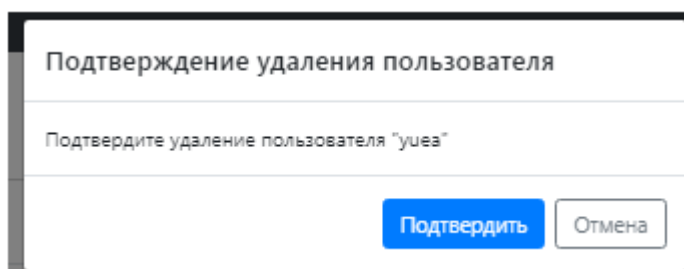 Подтверждение удаления пользователя
Подтвердите удаление пользователя "yuea"
Подтвердить Отмена